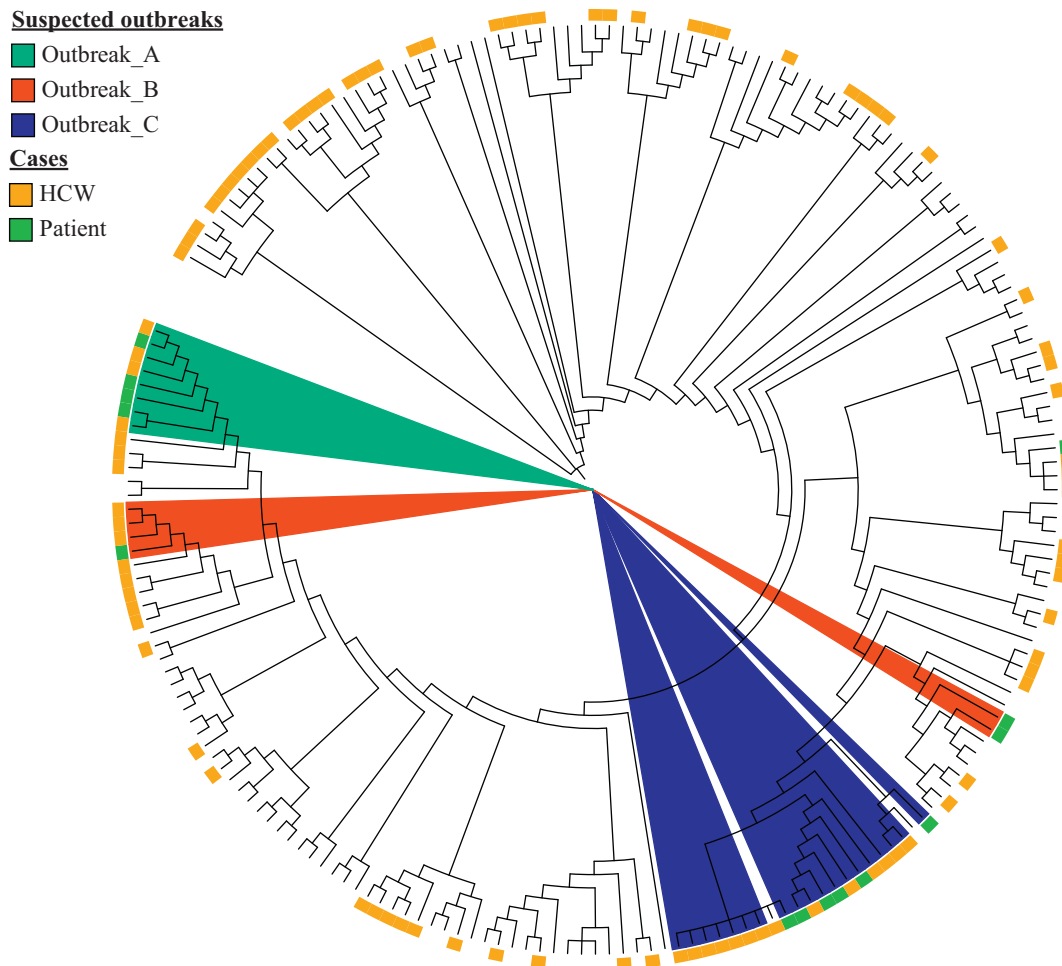 Suspected outbreaks
Outbreak_A
Outbreak_B
Outbreak_C
Cases
HCW
Patient